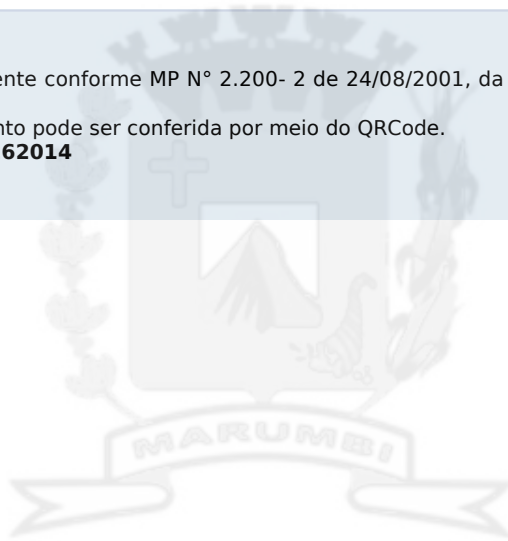 ente conforme MP N° 2.200- 2 de 24/08/2001, da
nto pode ser conferida por meio do QRCode.
62014
MARUMBI